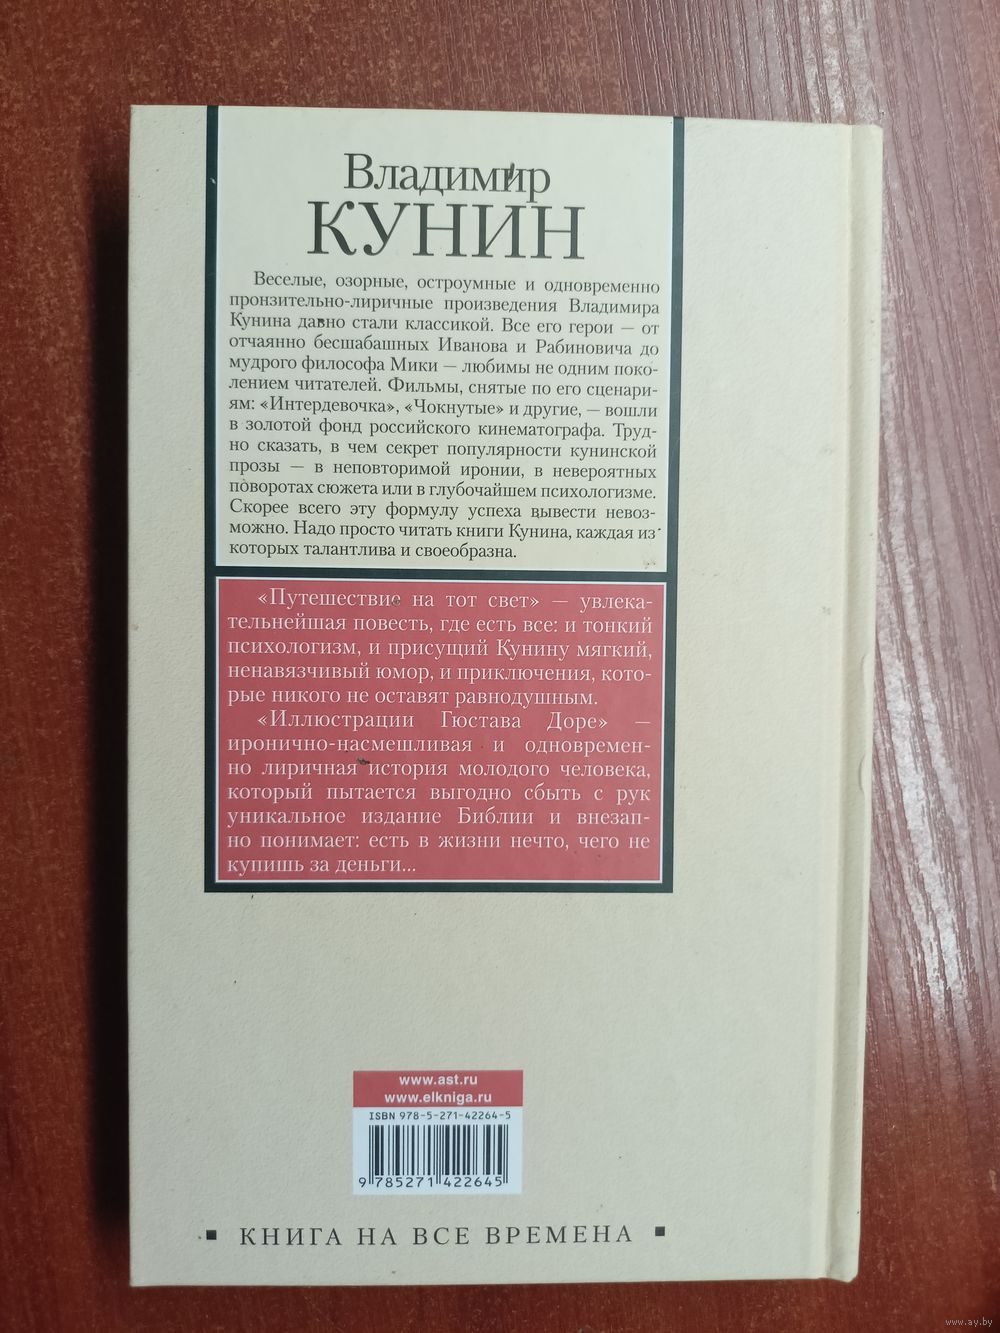 Владимир
КУНИН
Веселые, озорные, остроумные и одновременно
пронзительно-лиричные произведения Владимира
Кунина давно стали классикой. Все его герои — от
отчаянно бесшабашных Иванова и Рабиновича до
мудрого философа Мики — любимы не одним поко-
лением читателей. Фильмы, снятые по его сценари-
ям: «Интердевочка», «Чокнутые» и другие, — вошли
в золотой фонд российского кинематографа. Труд-
но сказать, в чем секрет популярности кунинской
прозы — в неповторимой иронии, в невероятных
поворотах сюжета или в глубочайшем психологизме.
Скорее всего эту формулу успеха вывести невоз-
можно. Надо просто читать книги Кунина, каждая из
которых талантлива и своеобразна.
«Путешествие на тот свет» — увлека-
тельнейшая повесть, где есть все: и тонкий
психологизм, и присущий Кунину мягкий,
ненавязчивый юмор, и приключения, кото-
рые никого не оставят равнодушным.
«Иллюстрации Гюстава Доре» —
иронично-насмешливая и одновремен-
но лиричная история молодого человека,
который пытается выгодно сбыть с рук
уникальное издание Библии и внезап-
но понимает: есть в жизни нечто, чего не
купишь за деньги...
www.ast.ru
www.elkniga.ru
ISBN 978-5-271-42264-5
9 785271 422645
КНИГА НА ВСЕ ВРЕМЕНА
www.ay.by